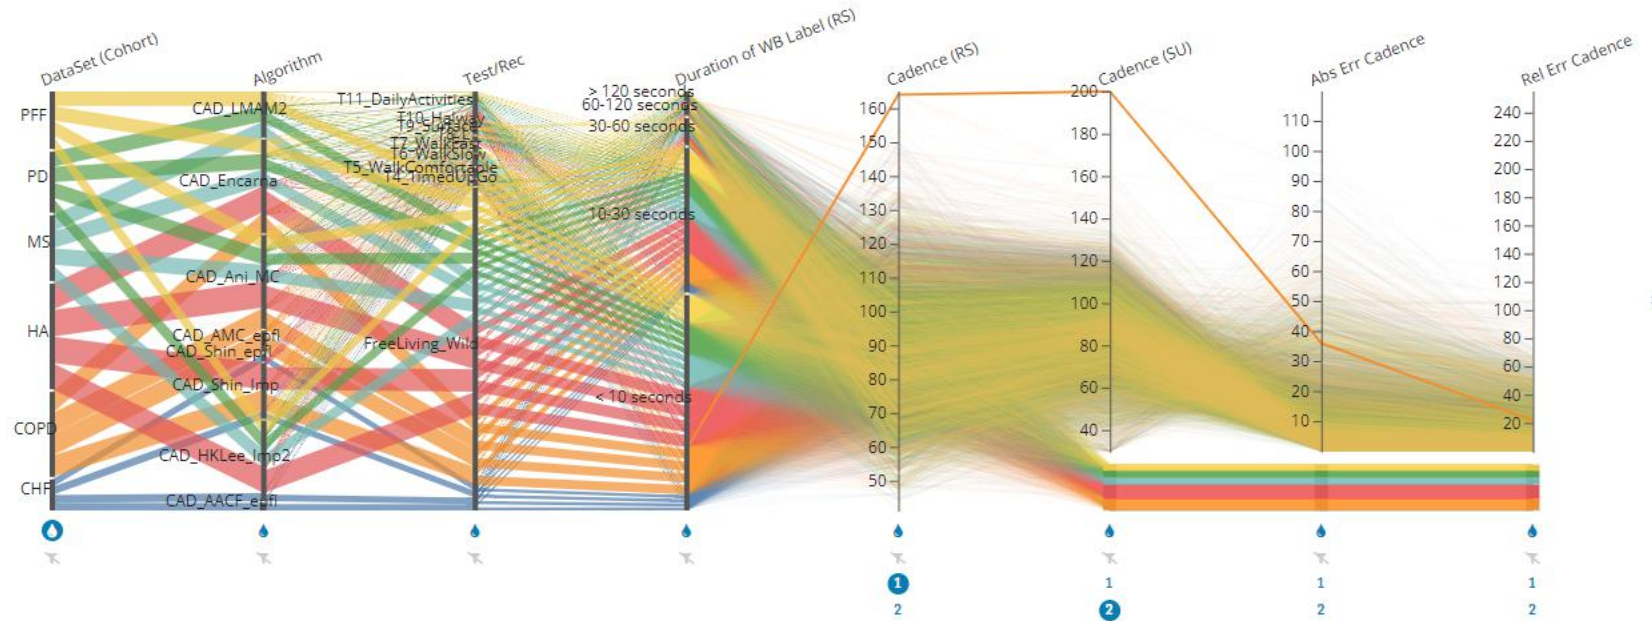 DataSet (Cohort)
Algorithm
Test/Rec
Duration of WB Label (RS)
Cadence (RS)
Cadence (SU)
Abs Err Cadence
Rel Err Cadence
PFF
PD
MS
HA
COPD
CHF
CAD_LMAM2
CAD_Encarna
CAD_Ani_MC
CAD_AMC_epfl
CAD_Shin_epfl
CAD_Shin_Imp
CAD_HKLee_Imp2
CAD_AACF_epfl
T11_DailyActivities
T10_Hallway
T9_Surface
T7_WalkFast
T6_WalkSlow
T5_WalkComfortable
T4_TimedUpGo
FreeLiving_Wild
> 120 seconds
60-120 seconds
30-60 seconds
10-30 seconds
< 10 seconds
160
150
140
130
120
110
100
90
80
70
60
50
200
180
160
140
120
100
80
60
40
110
100
90
80
70
60
50
40
30
20
10
240
220
200
180
160
140
120
100
80
60
40
20
1
1
1
1
2
2
2
2